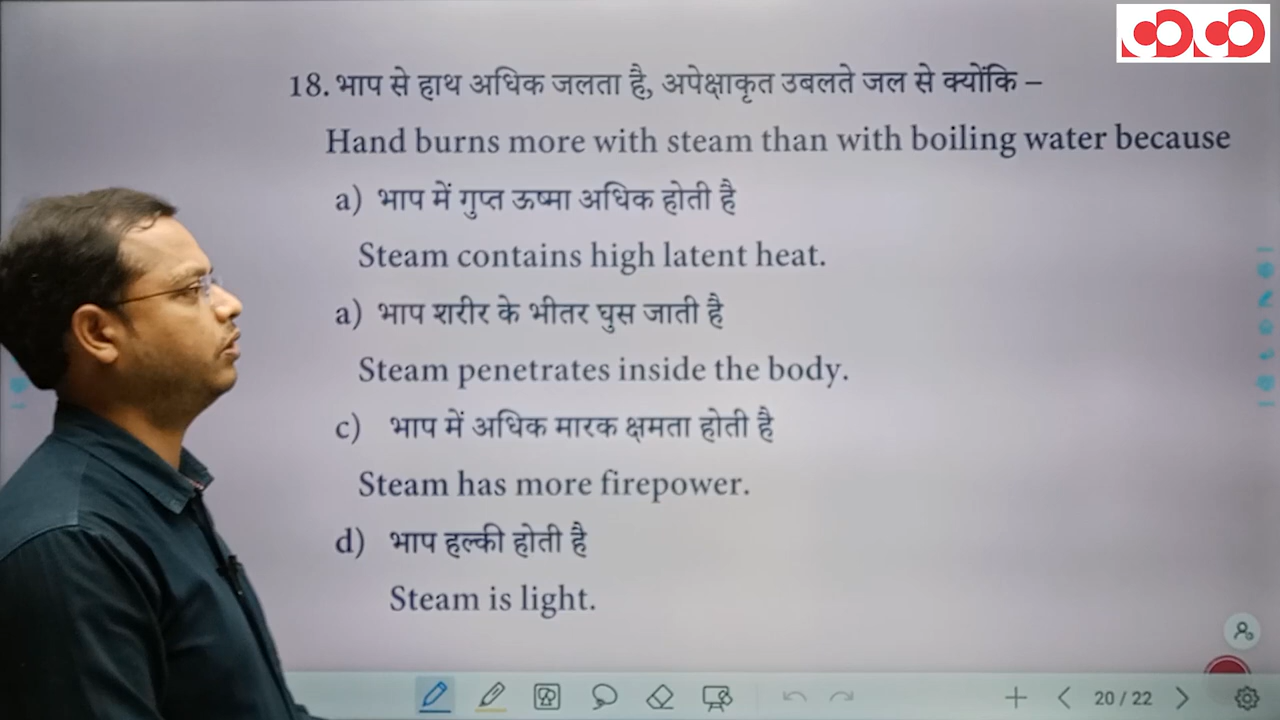 18. भाप से हाथ अधिक जलता है, अपेक्षाकृत उबलते जल से क्योंकि –
Hand burns more with steam than with boiling water because
a) भाप में गुप्त ऊष्मा अधिक होती है
Steam contains high latent heat.
a) भाप शरीर के भीतर घुस जाती है
Steam penetrates inside the body.
c) भाप में अधिक मारक क्षमता होती है
Steam has more firepower.
d) भाप हल्की होती है
Steam is light.
20 / 22